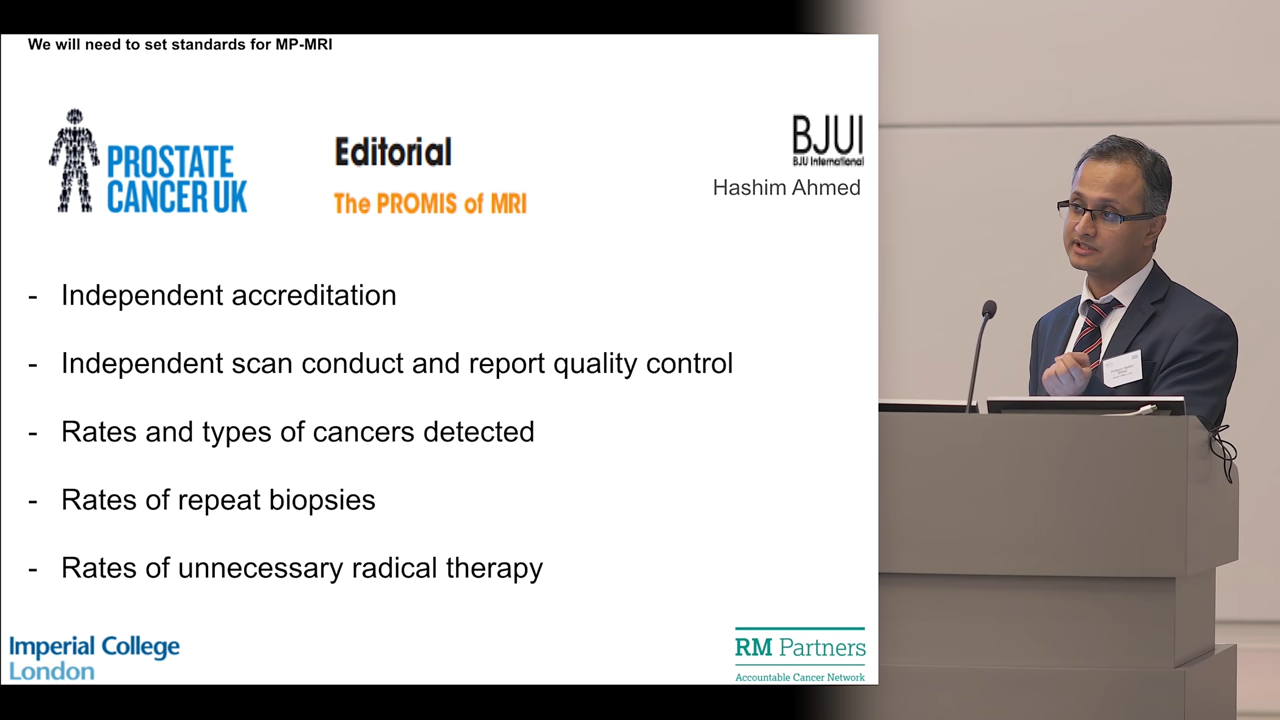 We will need to set standards for MP-MRI
PROSTATE
CANCER UK
Editorial
The PROMIS of MRI
BJUI
BJU International
Hashim Ahmed
- Independent accreditation
- Independent scan conduct and report quality control
- Rates and types of cancers detected
- Rates of repeat biopsies
- Rates of unnecessary radical therapy
Imperial College
London
RM Partners
Accountable Cancer Network